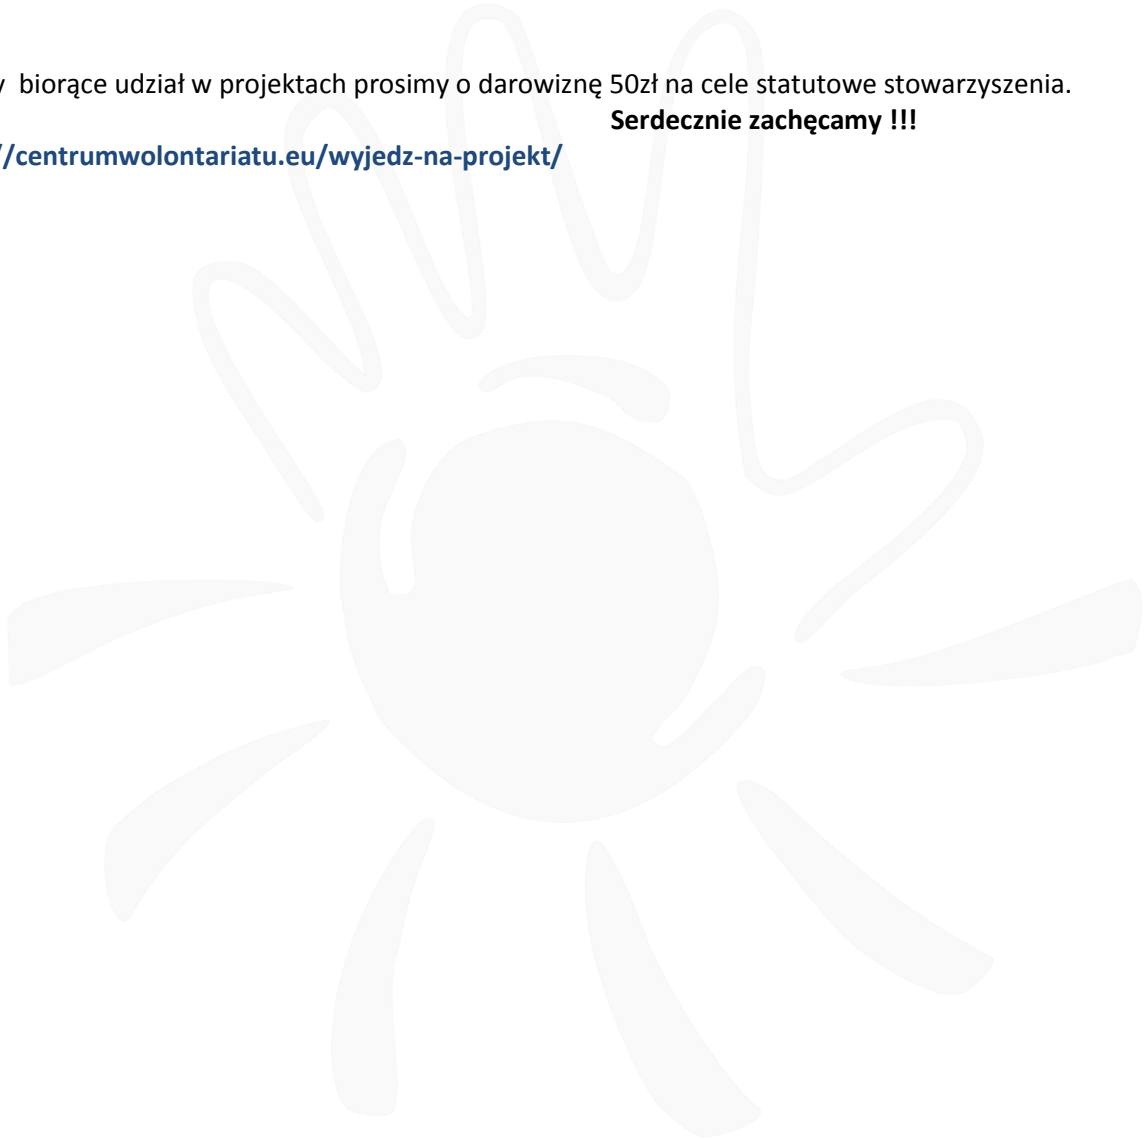 biorące udział w projektach prosimy o darowiznę 50zł na cele statutowe stowarzyszenia.
Serdecznie zachęcamy !!!
//centrumwolontariatu.eu/wyjedz-na-projekt/